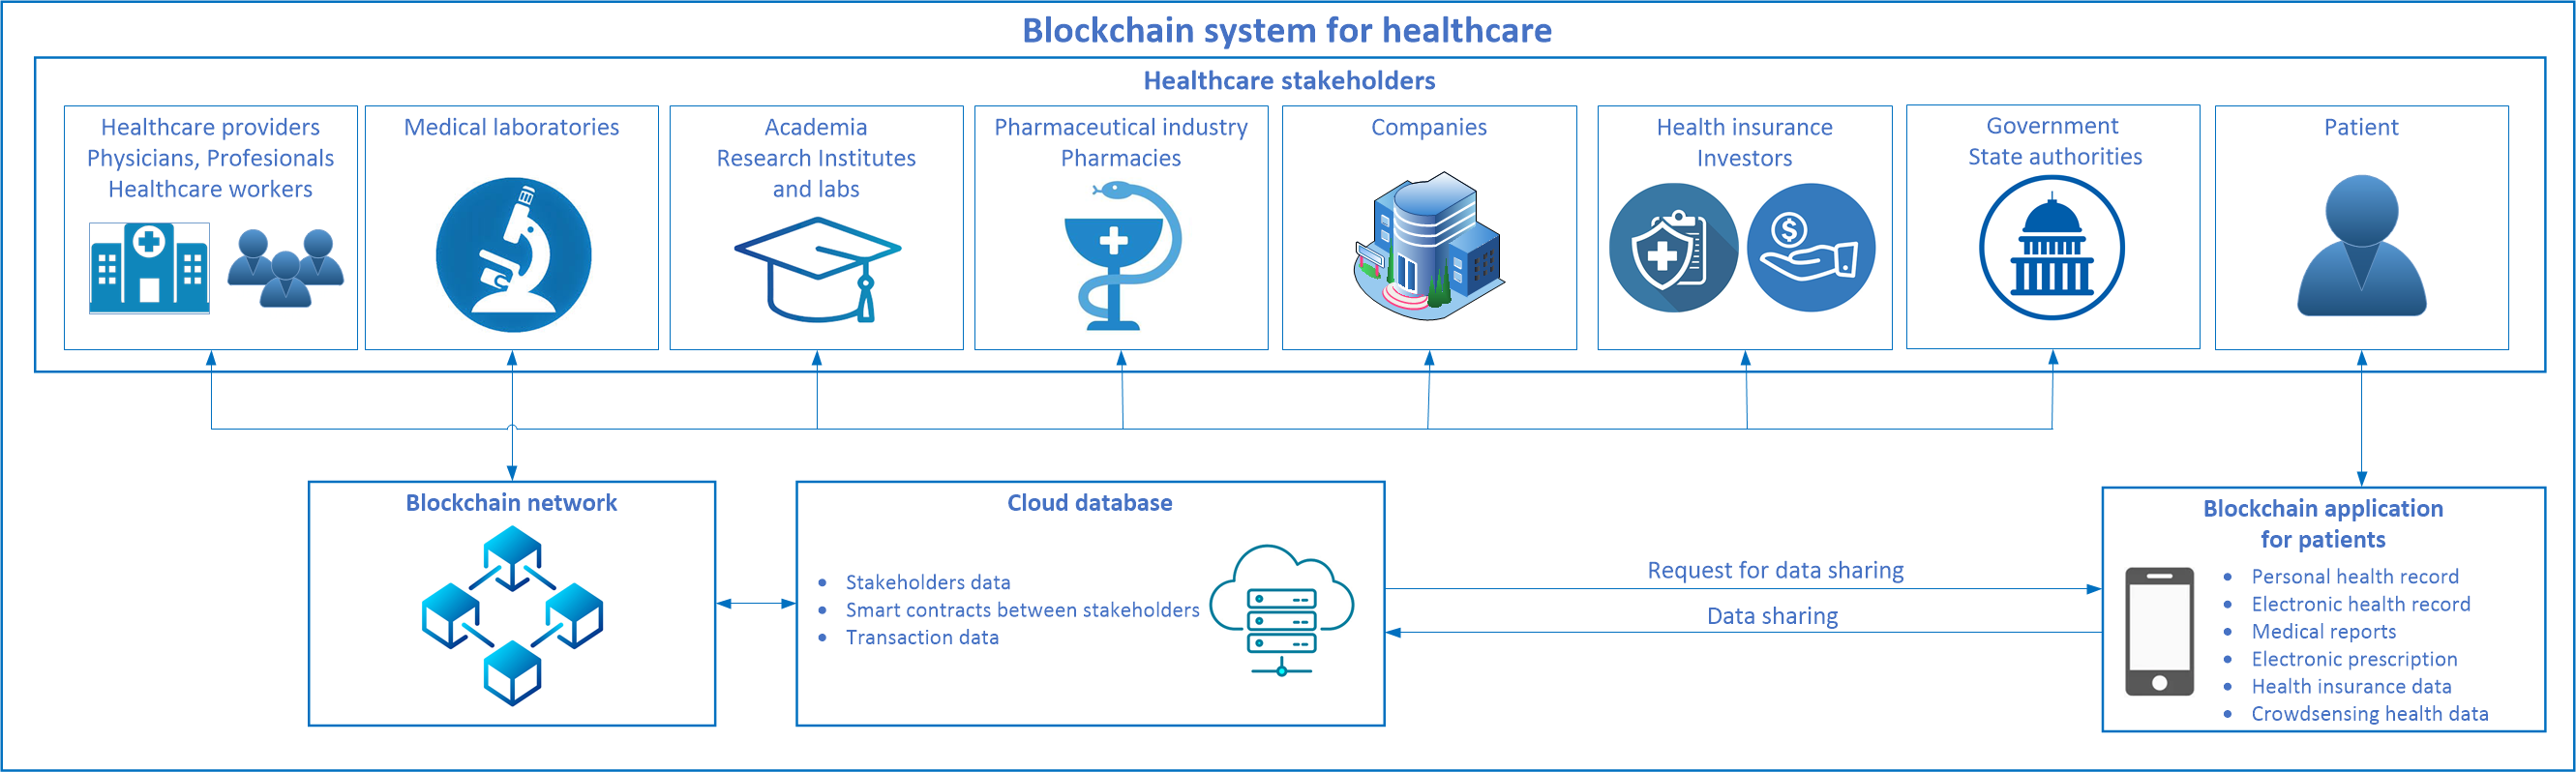 Blockchain system for healthcare
Healthcare stakeholders
Healthcare providers
Physicians, Profesionals
Healthcare workers
Medical laboratories
Academia
Research Institutes
and labs
Pharmaceutical industry
Pharmacies
Companies
Health insurance
Investors
Government
State authorities
Patient
Blockchain network
Cloud database
• Stakeholders data
• Smart contracts between stakeholders
• Transaction data
Request for data sharing
Data sharing
Blockchain application
for patients
• Personal health record
• Electronic health record
• Medical reports
• Electronic prescription
• Health insurance data
• Crowdsensing health data